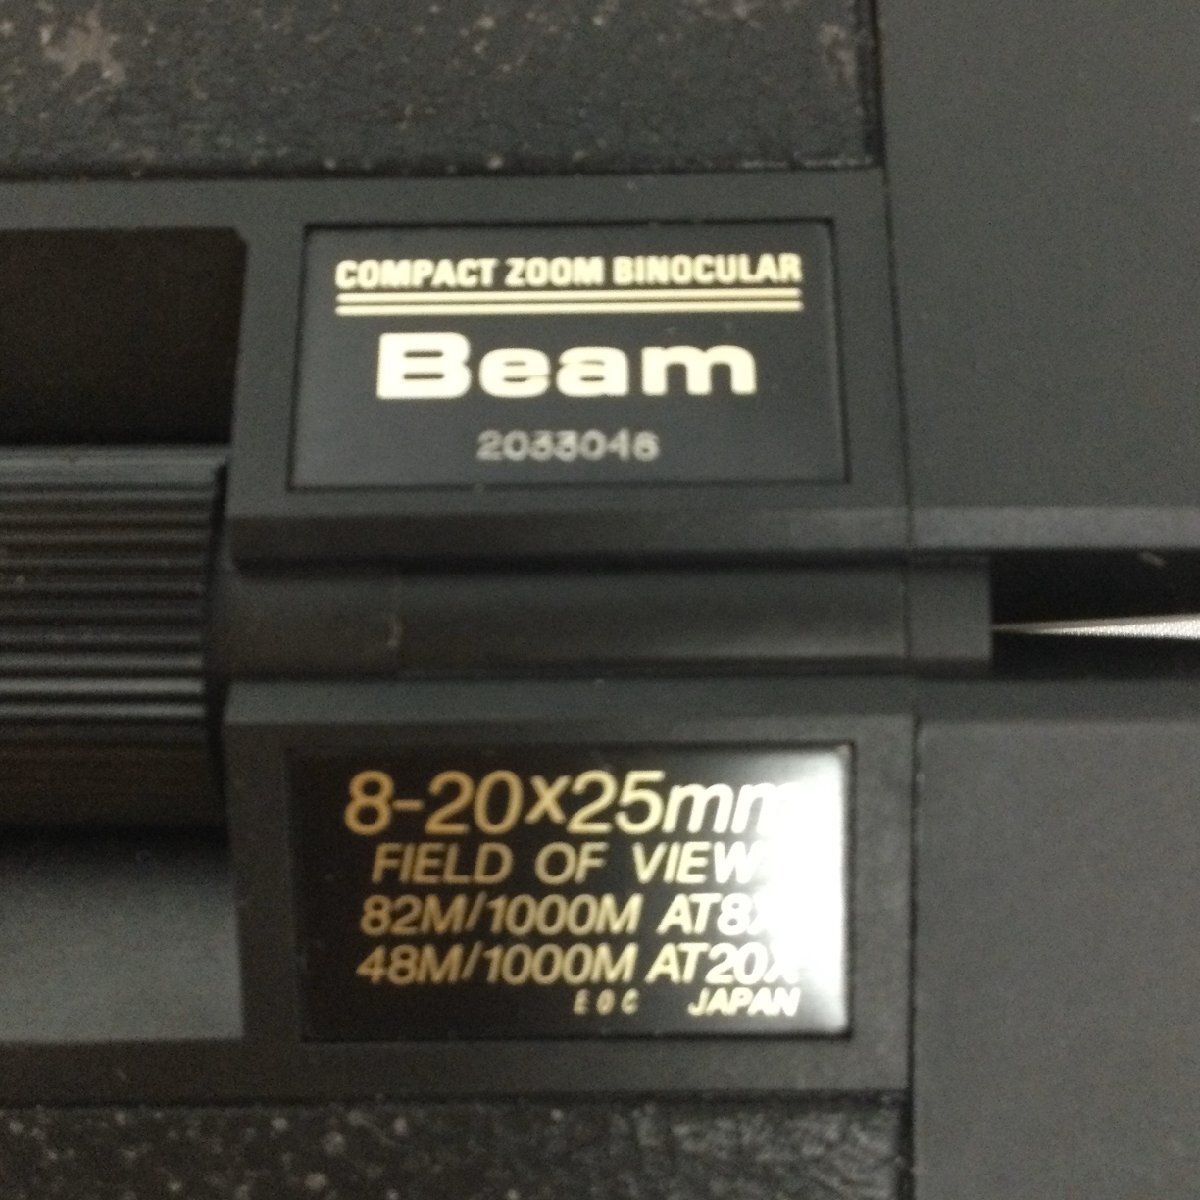 COMPACT ZOOM BINOCULAR
Beam
2033046
8-20x25mm
FIELD OF VIEW
82M/1000M AT8X
48M/1000M AT20X
EOC JAPAN